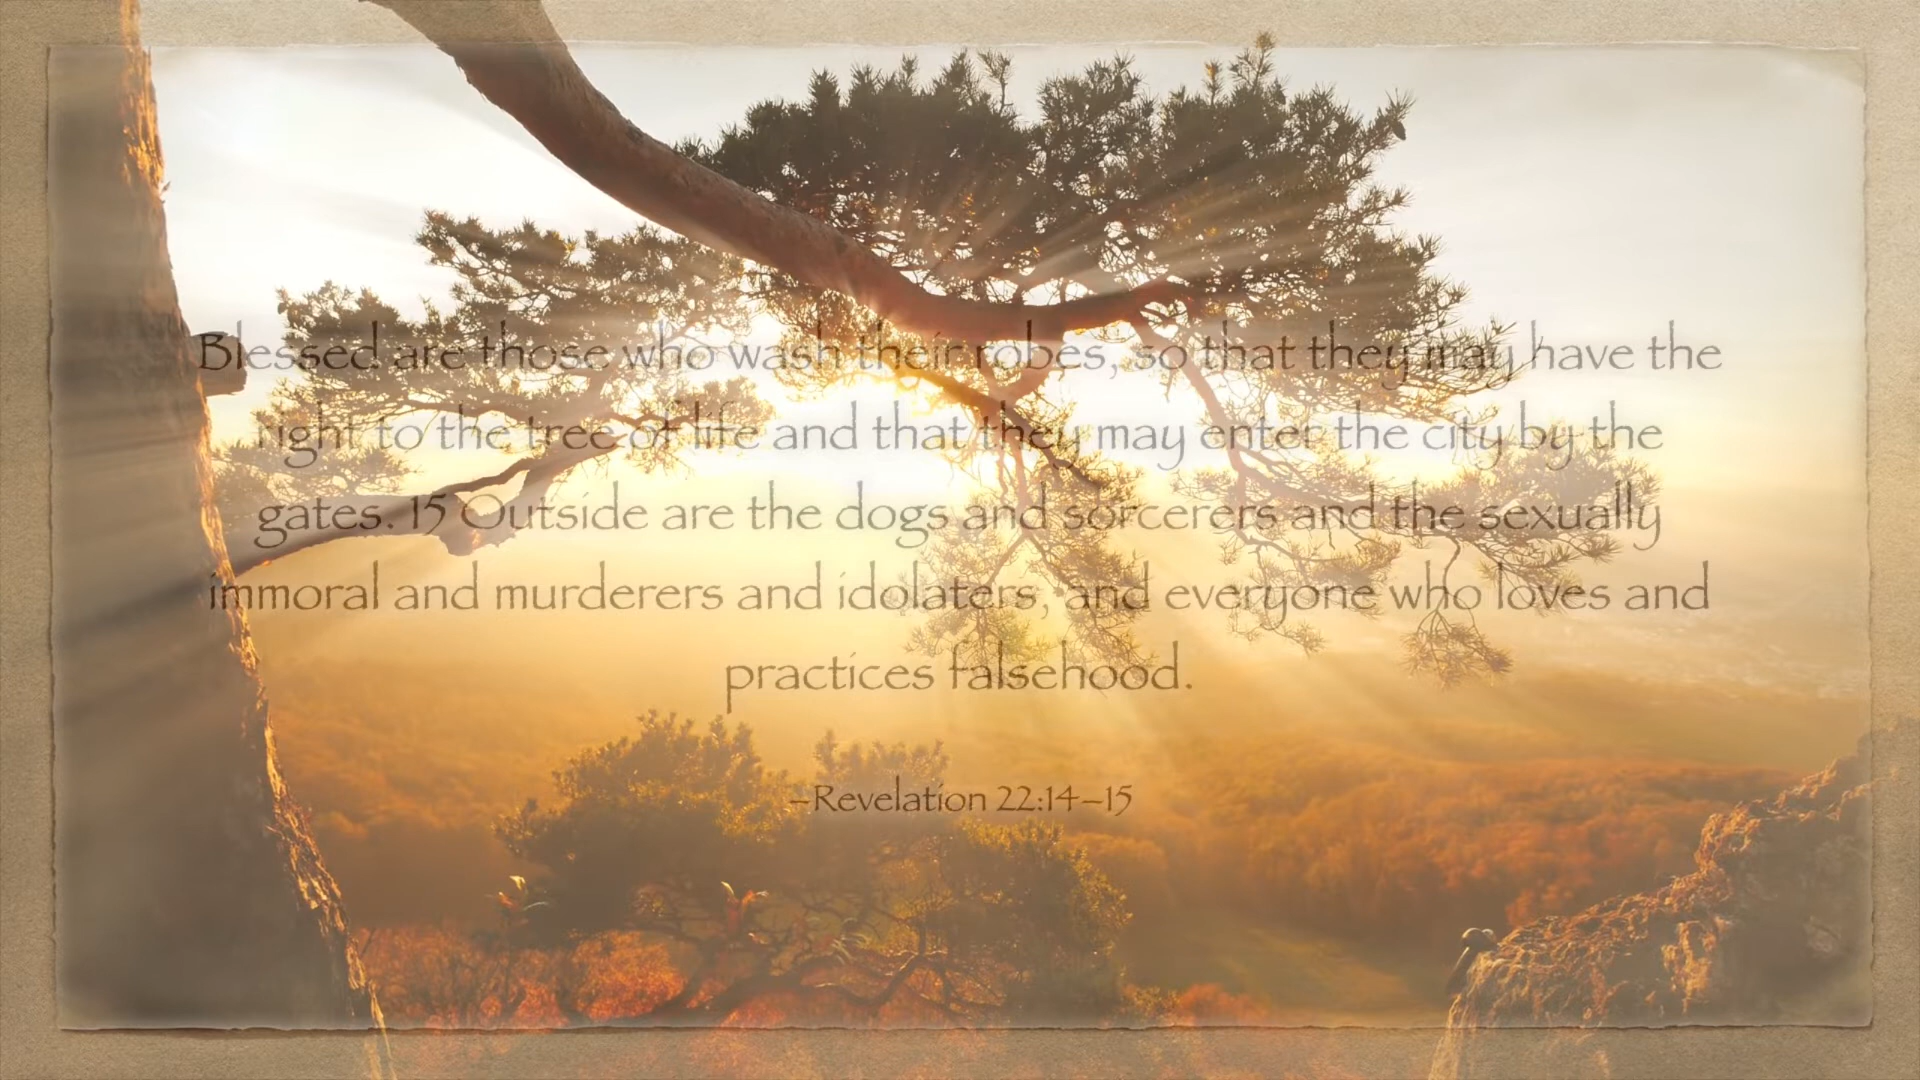 Blessed are those who wash their robes, so that they may have the
right to the tree of life and that they may enter the city by the
gates. 15 Outside are the dogs and sorcerers and the sexually
immoral and murderers and idolaters, and everyone who loves and
practices falsehood.
–Revelation 22:14–15